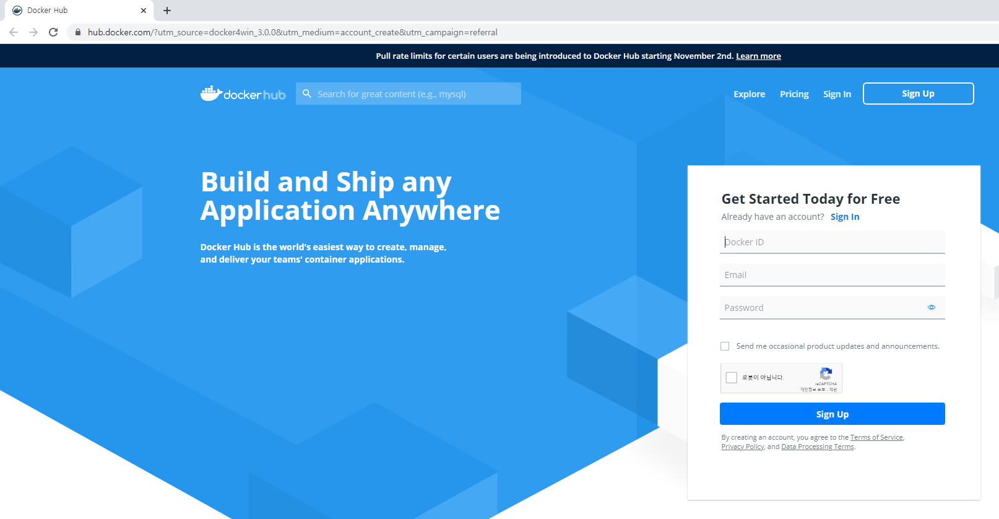 Docker Hub
hub.docker.com/?utm_source=docker4win_3.0.0&utm_medium=account_create&utm_campaign=referral
Pull rate limits for certain users are being introduced to Docker Hub starting November 2nd. Learn more
docker hub
Search for great content (e.g., mysql)
Explore
Pricing
Sign In
Sign Up
Build and Ship any
Application Anywhere
Docker Hub is the world's easiest way to create, manage,
and deliver your teams' container applications.
Get Started Today for Free
Already have an account? Sign In
Docker ID
Email
Password
Send me occasional product updates and announcements.
로봇이 아닙니다.
reCAPTCHA
개인정보 보호 - 약관
Sign Up
By creating an account, you agree to the Terms of Service,
Privacy Policy, and Data Processing Terms.